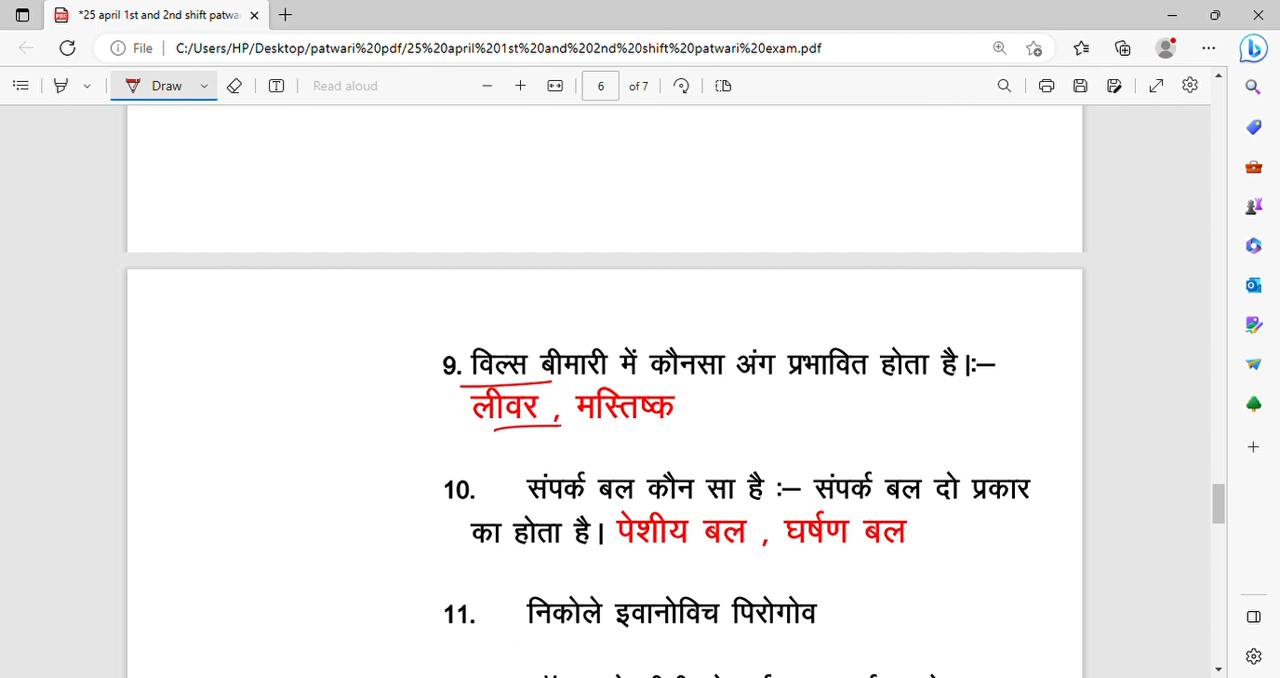 *25 april 1st and 2nd shift patwa
File
C:/Users/HP/Desktop/patwari%20pdf/25%20april%201st%20and%202nd%20shift%20patwari%20exam.pdf
Draw
Read aloud
6 of 7
9. विल्स बीमारी में कौनसा अंग प्रभावित होता है|:–
लीवर , मस्तिष्क
10. संपर्क बल कौन सा है :– संपर्क बल दो प्रकार
का होता है| पेशीय बल , घर्षण बल
11. निकोले इवानोविच पिरोगोव